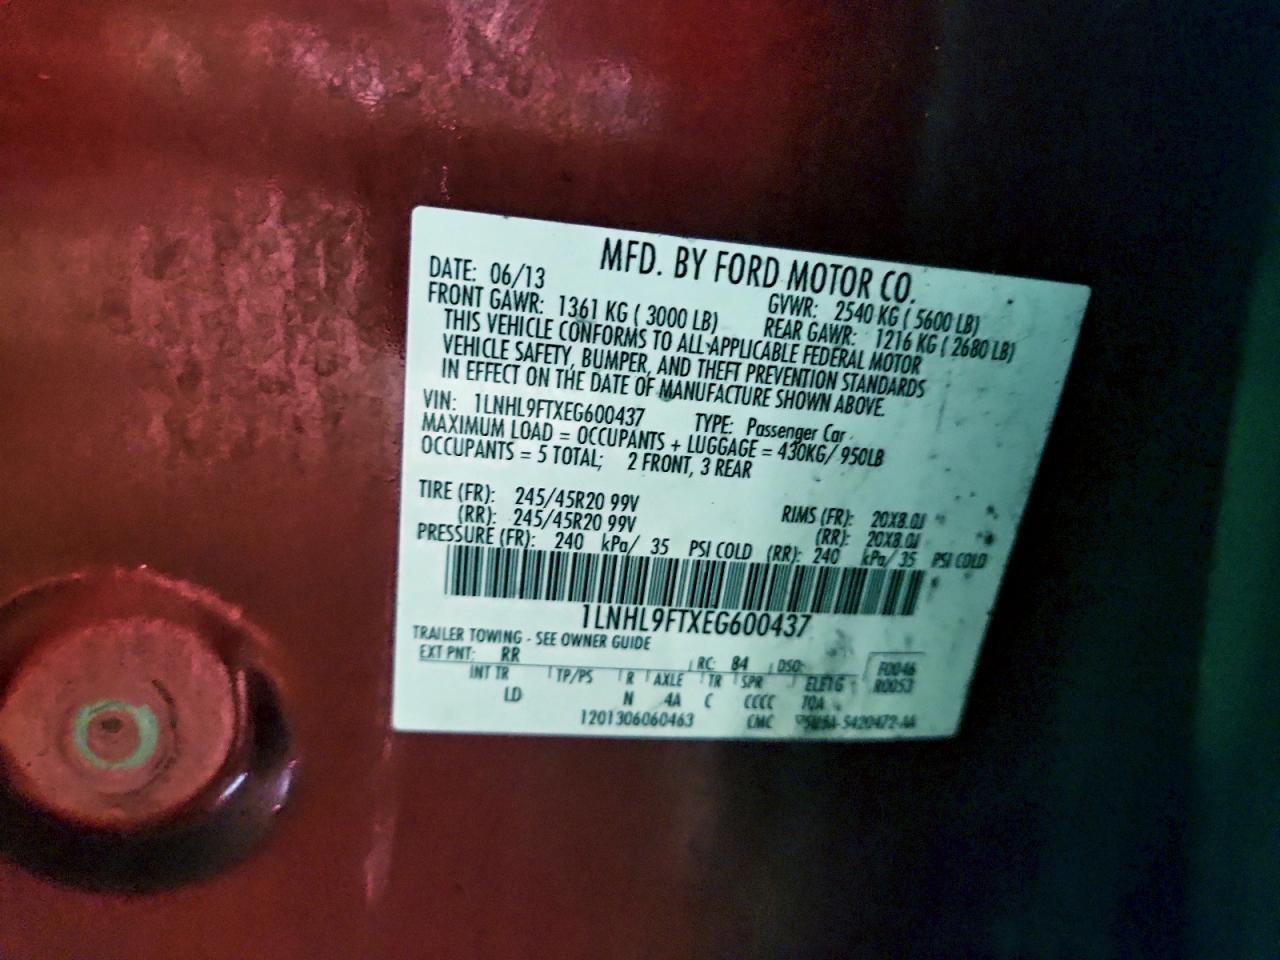 MFD. BY FORD MOTOR CO.
DATE: 06/13 GVWR: 2540 KG ( 5600 LB)
FRONT GAWR: 1361 KG ( 3000 LB) REAR GAWR: 1216 KG ( 2680 LB)
THIS VEHICLE CONFORMS TO ALL APPLICABLE FEDERAL MOTOR
VEHICLE SAFETY, BUMPER, AND THEFT PREVENTION STANDARDS
IN EFFECT ON THE DATE OF MANUFACTURE SHOWN ABOVE.
VIN: 1LNHL9FTXEG600437 TYPE: Passenger Car
MAXIMUM LOAD = OCCUPANTS + LUGGAGE = 430KG/ 950LB
OCCUPANTS = 5 TOTAL; 2 FRONT, 3 REAR
TIRE (FR): 245/45R20 99V RIMS (FR): 20X8.0J
(RR): 245/45R20 99V (RR): 20X8.0J
PRESSURE (FR): 240 kPa/ 35 PSI COLD (RR): 240 kPa/ 35 PSI COLD
1LNHL9FTXEG600437
TRAILER TOWING - SEE OWNER GUIDE
EXT PNT: RR RC: 84 DSO: F0046
INT TR TP/PS R AXLE TR SPR R0053
LD N 4A C CCCC
1201306060463 CMC